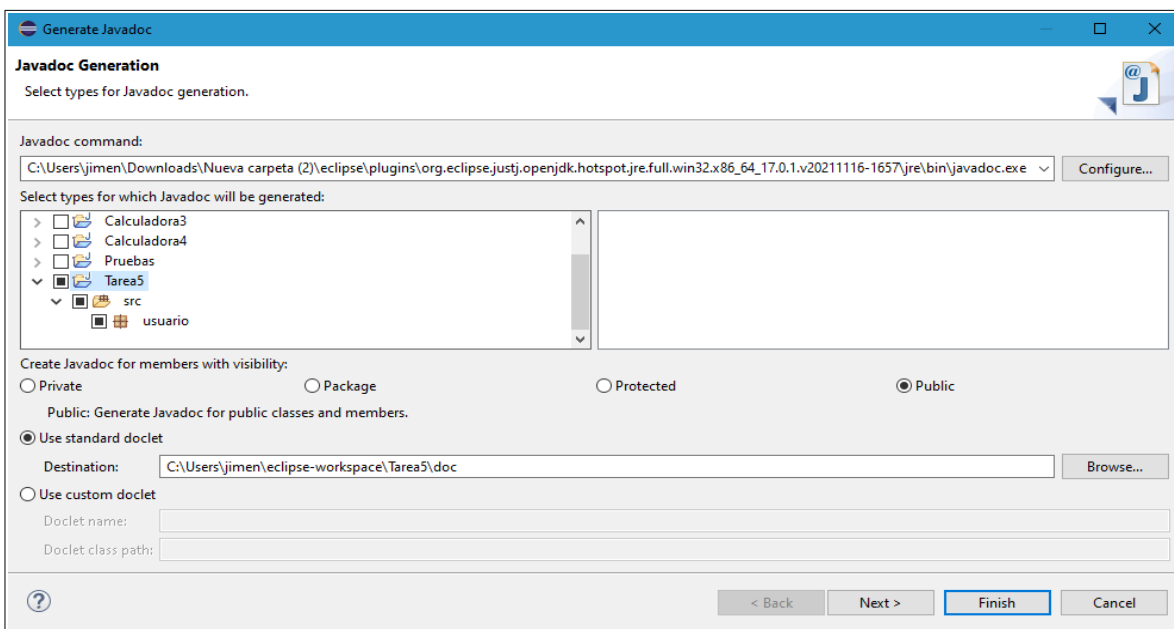 Generate Javadoc
Javadoc Generation
Select types for Javadoc generation.
@
J
Javadoc command:
C:\Users\jimen\Downloads\Nueva carpeta (2)\eclipse\plugins\org.eclipse.justj.openjdk.hotspot.jre.full.win32.x86_64_17.0.1.v20211116-1657\jre\bin\javadoc.exe Configure...
Select types for which Javadoc will be generated:
Calculadora3
Calculadora4
Pruebas
Tarea5
src
usuario
Create Javadoc for members with visibility:
Private Package Protected Public
Public: Generate Javadoc for public classes and members.
Use standard doclet
Destination: C:\Users\jimen\eclipse-workspace\Tarea5\doc Browse...
Use custom doclet
Doclet name:
Doclet class path:
? < Back Next > Finish Cancel